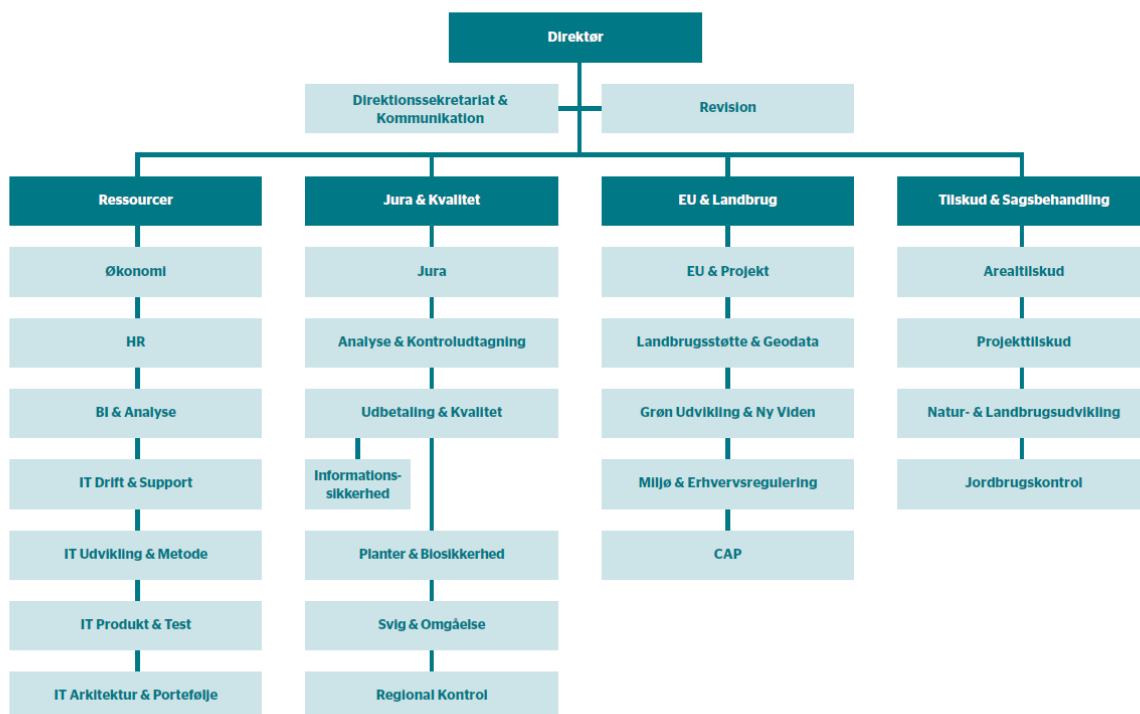 Direktør
Direktionssekretariat &
Kommunikation
Revision
Ressourcer
Økonomi
HR
BI & Analyse
IT Drift & Support
IT Udvikling & Metode
IT Produkt & Test
IT Arkitektur & Portefølje
Jura & Kvalitet
Jura
Analyse & Kontroludtagning
Udbetaling & Kvalitet
Informations-
sikkerhed
Planter & Biosikkerhed
Svig & Omgåelse
Regional Kontrol
EU & Landbrug
EU & Projekt
Landbrugsstøtte & Geodata
Grøn Udvikling & Ny Viden
Miljø & Erhvervsregulering
CAP
Tilskud & Sagsbehandling
Arealtilskud
Projekttilskud
Natur- & Landbrugsudvikling
Jordbrugskontrol